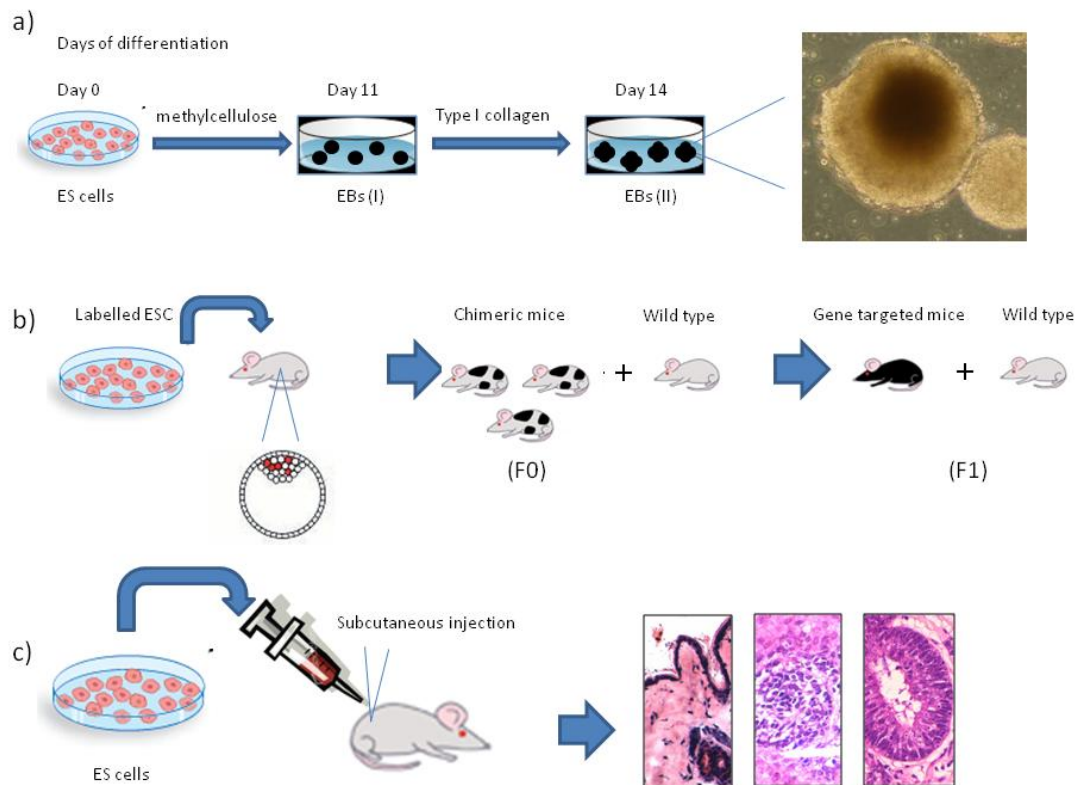 a)
Days of differentiation
Day 0
methylcellulose
Day 11
Type I collagen
Day 14
ES cells
EBs (I)
EBs (II)
b)
Labelled ESC
Chimeric mice
Wild type
Gene targeted mice
Wild type
+
+
(F0)
(F1)
c)
Subcutaneous injection
ES cells